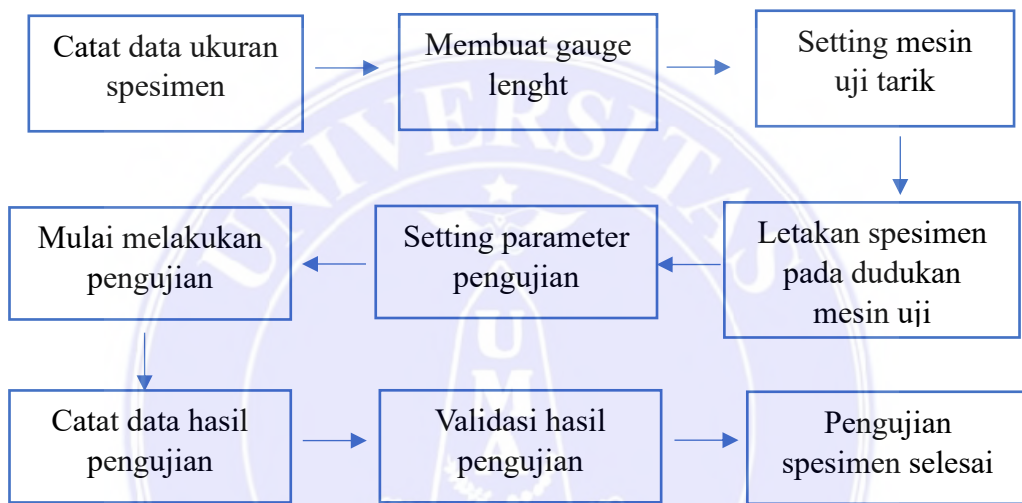 Catat data ukuran
spesimen
Membuat gauge
lenght
Setting mesin
uji tarik
Letakan spesimen
pada dudukan
mesin uji
Setting parameter
pengujian
Mulai melakukan
pengujian
Catat data hasil
pengujian
Validasi hasil
pengujian
Pengujian
spesimen selesai
UNIVERSITAS
U
M
A